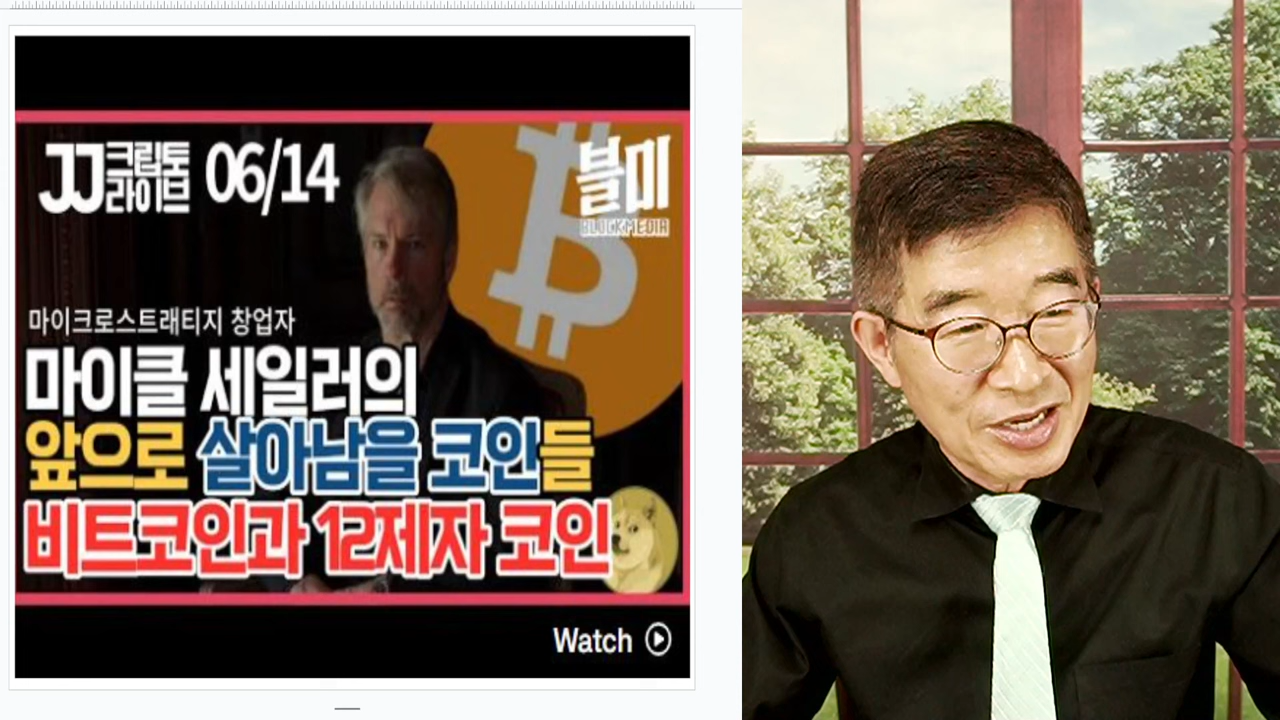 JJ 크립토
라이브 06/14
블미
BLOCKMEDIA
마이크로스트래티지 창업자
마이클 세일러의
앞으로 살아남을 코인들
비트코인과 12제자 코인
Watch